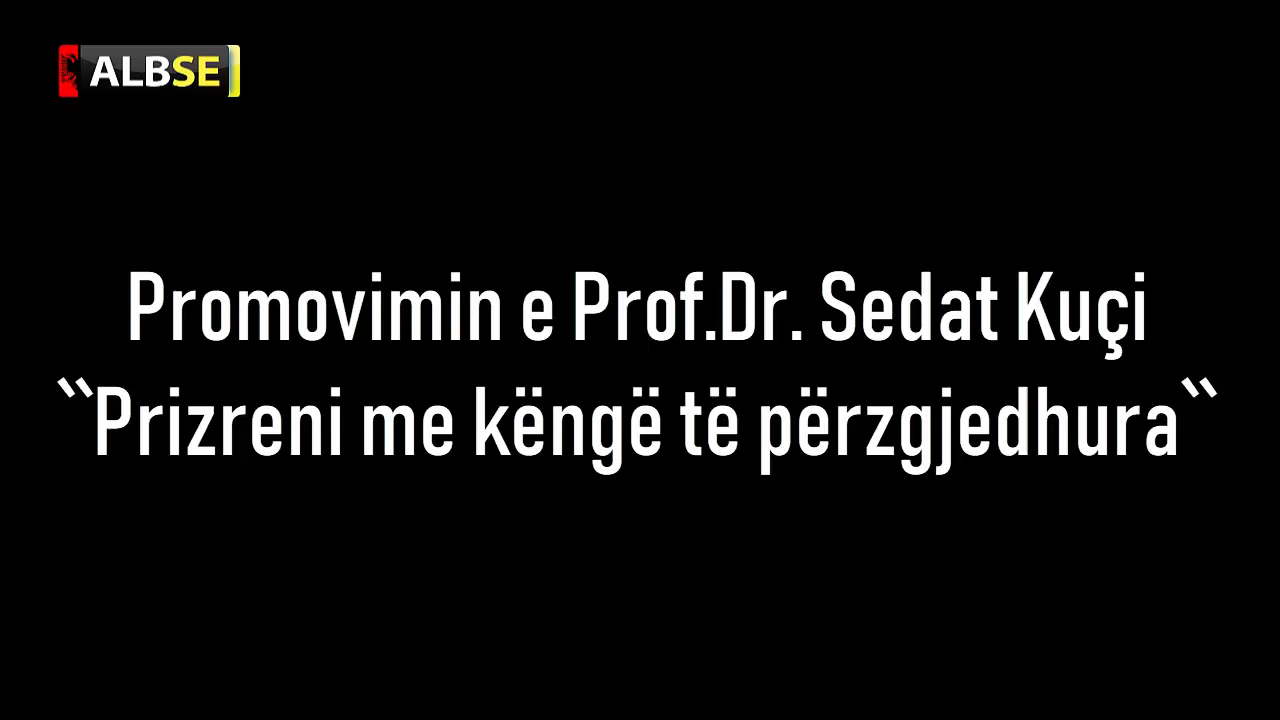 ALBSE
Promovimin e Prof.Dr. Sedat Kuçi
``Prizreni me këngë të përzgjedhura``